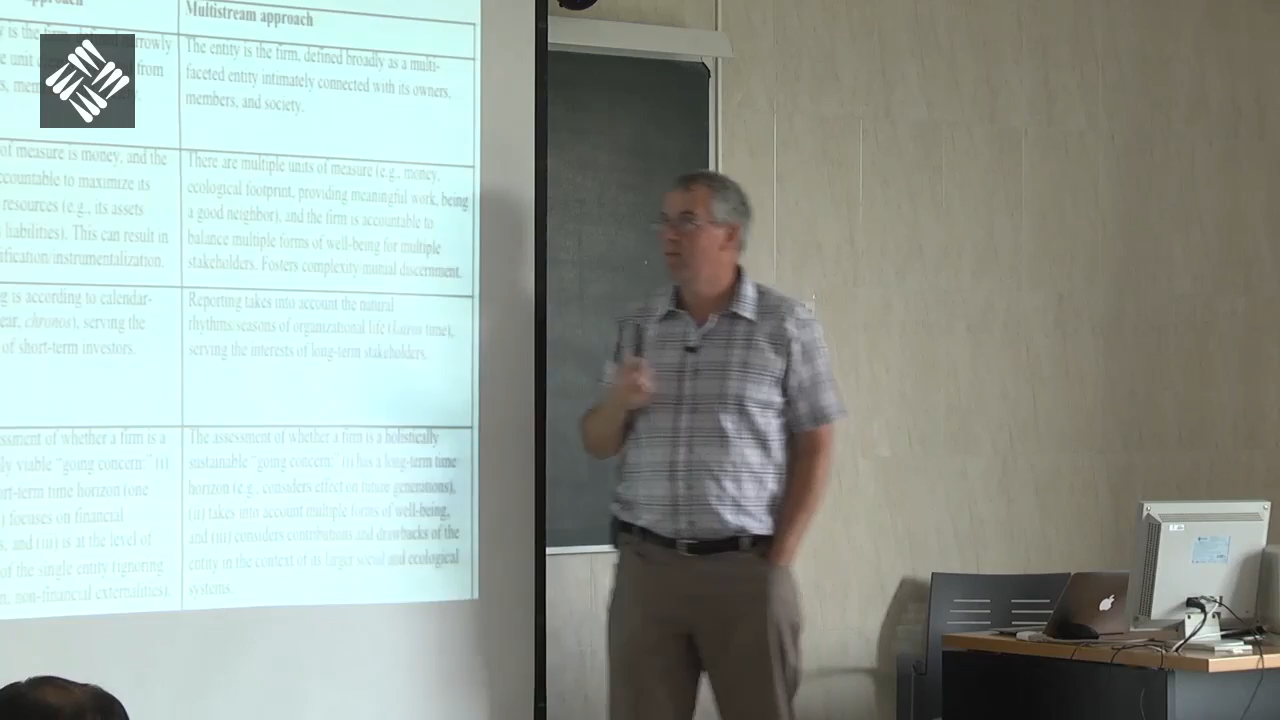 Multistream approach
The entity is the firm, defined broadly as a multi-
faceted entity intimately connected with its owners,
members, and society.
of measure is money, and the
accountable to maximize its
resources (e.g., its assets
liabilities). This can result in
There are multiple units of measure (e.g., money,
ecological footprint, providing meaningful work, being
a good neighbor), and the firm is accountable to
balance multiple forms of well-being for multiple
stakeholders. Fosters complexity/mutual discernment.
is according to calendar-
chronos), serving the
of short-term investors.
Reporting takes into account the natural
rhythms/seasons of organizational life (kairos time),
serving the interests of long-term stakeholders.
of whether a firm is a
viable "going concern:" (i)
time horizon (one
focuses on financial
and (iii) is at the level of
of the single entity (ignoring
non-financial externalities).
The assessment of whether a firm is a holistically
sustainable "going concern:" (i) has a long-term time
horizon (e.g., considers effect on future generations),
(ii) takes into account multiple forms of well-being,
and (iii) considers contributions and drawbacks of the
entity in the context of its larger social and ecological
systems.